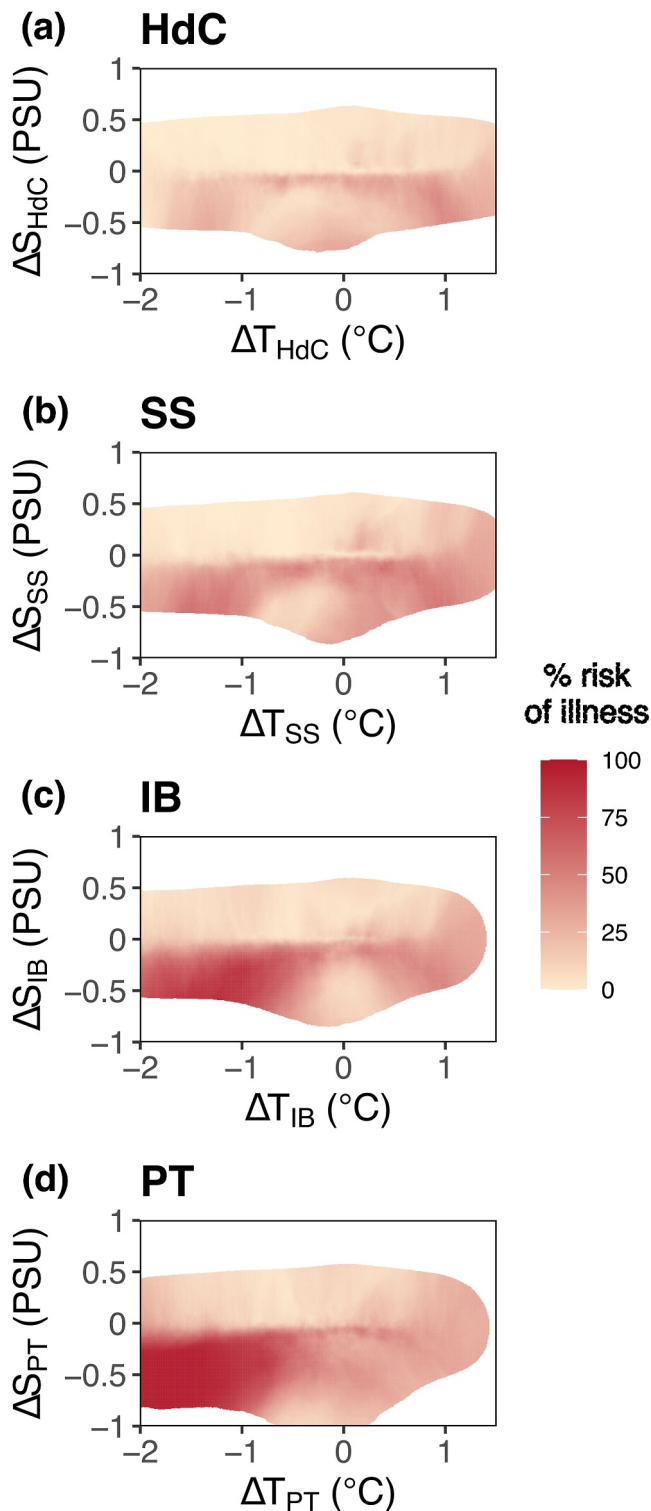 (a) HdC
ΔS_HdC (PSU)
1
0.5
0
−0.5
−1
−2 −1 0 1
ΔT_HdC (°C)
(b) SS
ΔS_SS (PSU)
1
0.5
0
−0.5
−1
−2 −1 0 1
ΔT_SS (°C)
% risk
of illness
100
75
50
25
0
(c) IB
ΔS_IB (PSU)
1
0.5
0
−0.5
−1
−2 −1 0 1
ΔT_IB (°C)
(d) PT
ΔS_PT (PSU)
1
0.5
0
−0.5
−1
−2 −1 0 1
ΔT_PT (°C)